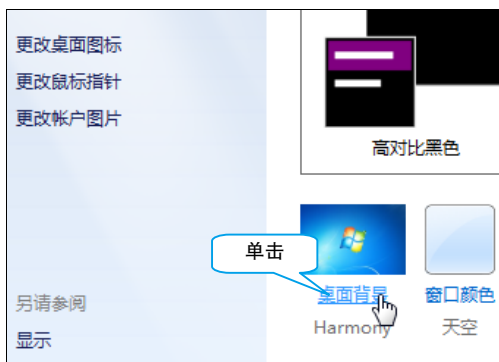 更改桌面图标
更改鼠标指针
更改帐户图片
高对比黑色
单击
桌面背景
窗口颜色
Harmony
天空
另请参阅
显示